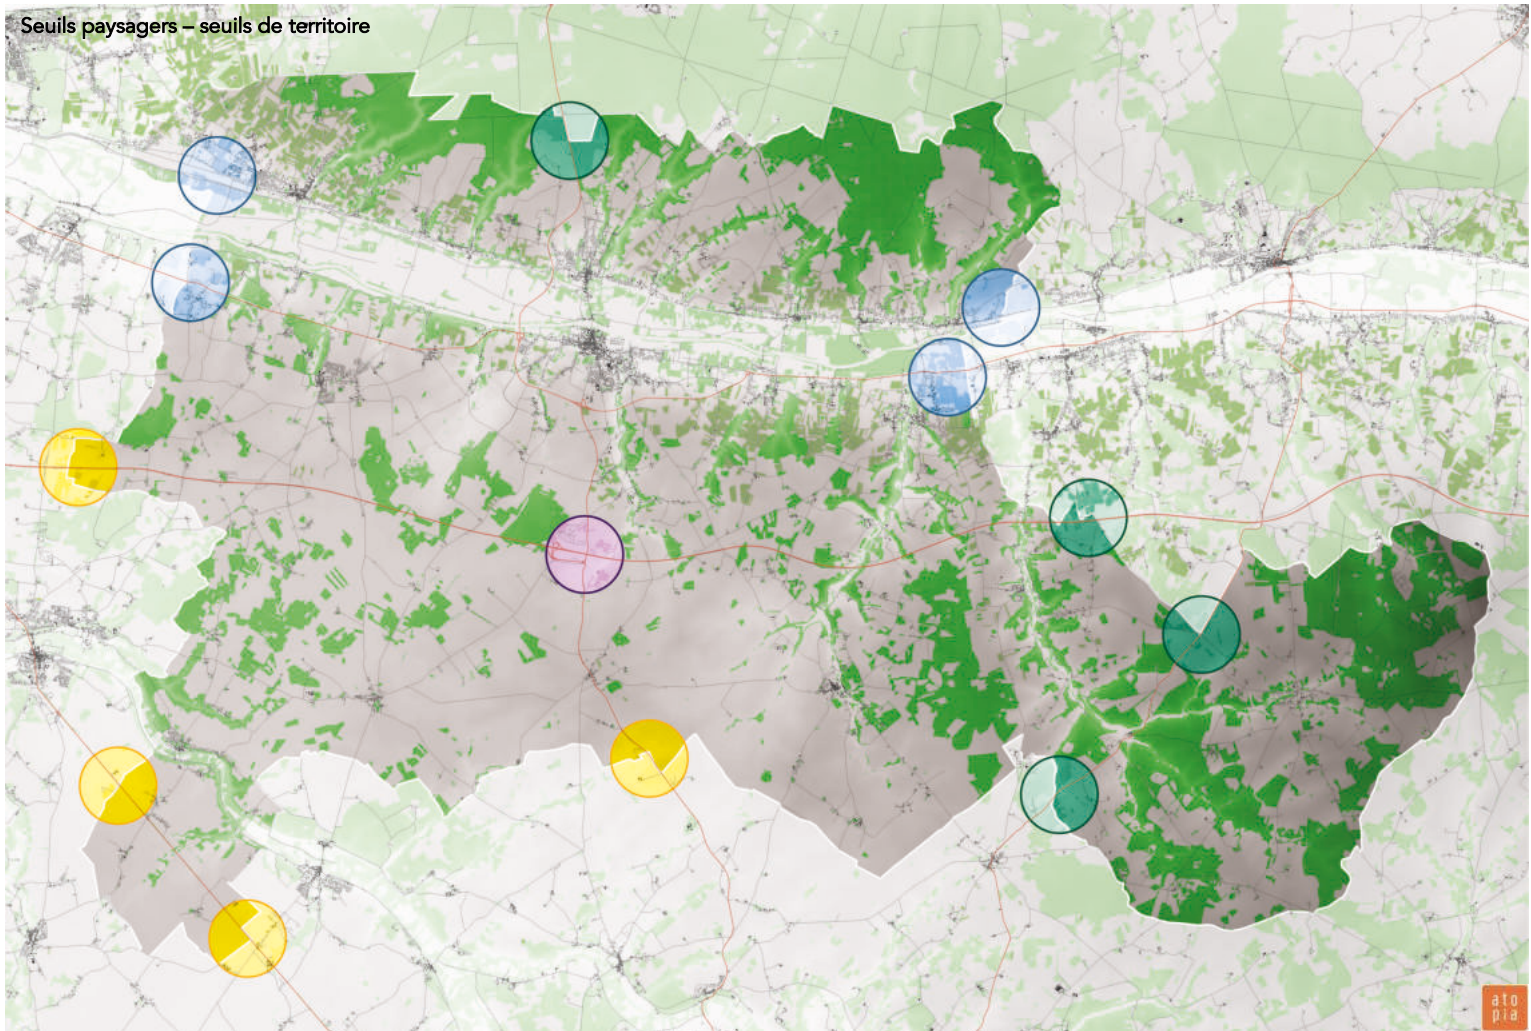 Seuils paysagers – seuils de territoire
ato
pia